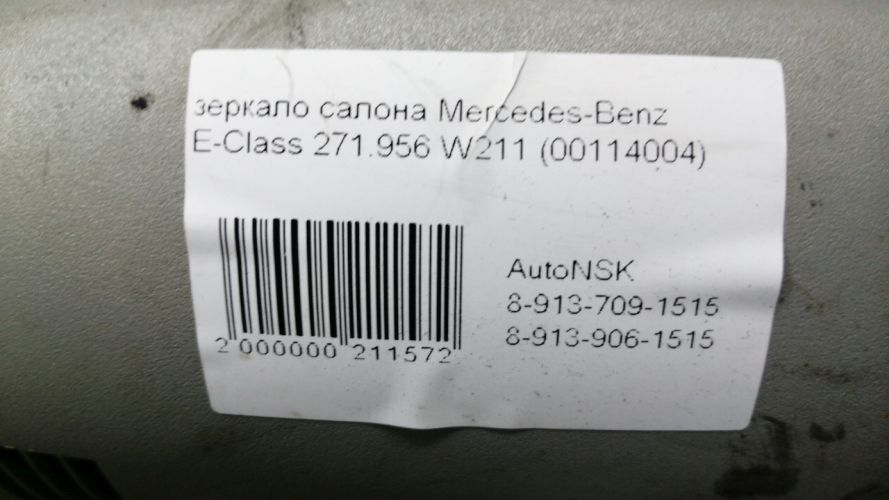 зеркало салона Mercedes-Benz
E-Class 271.956 W211 (00114004)
AutoNSK
8-913-709-1515
8-913-906-1515
2 000000 211572